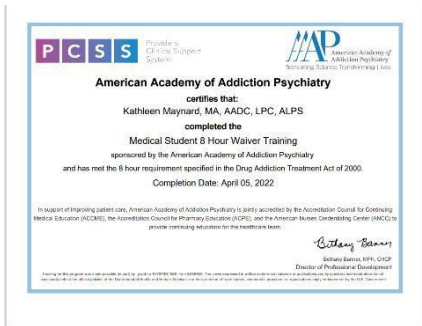 PCSS
Providers
Clinical Support
System
AAAP
American Academy of
Addiction Psychiatry
Translating Science. Transforming Lives.
American Academy of Addiction Psychiatry
certifies that:
Kathleen Maynard, MA, AADC, LPC, ALPS
completed the
Medical Student 8 Hour Waiver Training
sponsored by the American Academy of Addiction Psychiatry
and has met the 8 hour requirement specified in the Drug Addiction Treatment Act of 2000.
Completion Date: April 05, 2022
In support of improving patient care, American Academy of Addiction Psychiatry is jointly accredited by the Accreditation Council for Continuing
Medical Education (ACCME), the Accreditation Council for Pharmacy Education (ACPE), and the American Nurses Credentialing Center (ANCC) to
provide continuing education for the healthcare team.
Bethany Banner, MPH, CHCP
Director of Professional Development